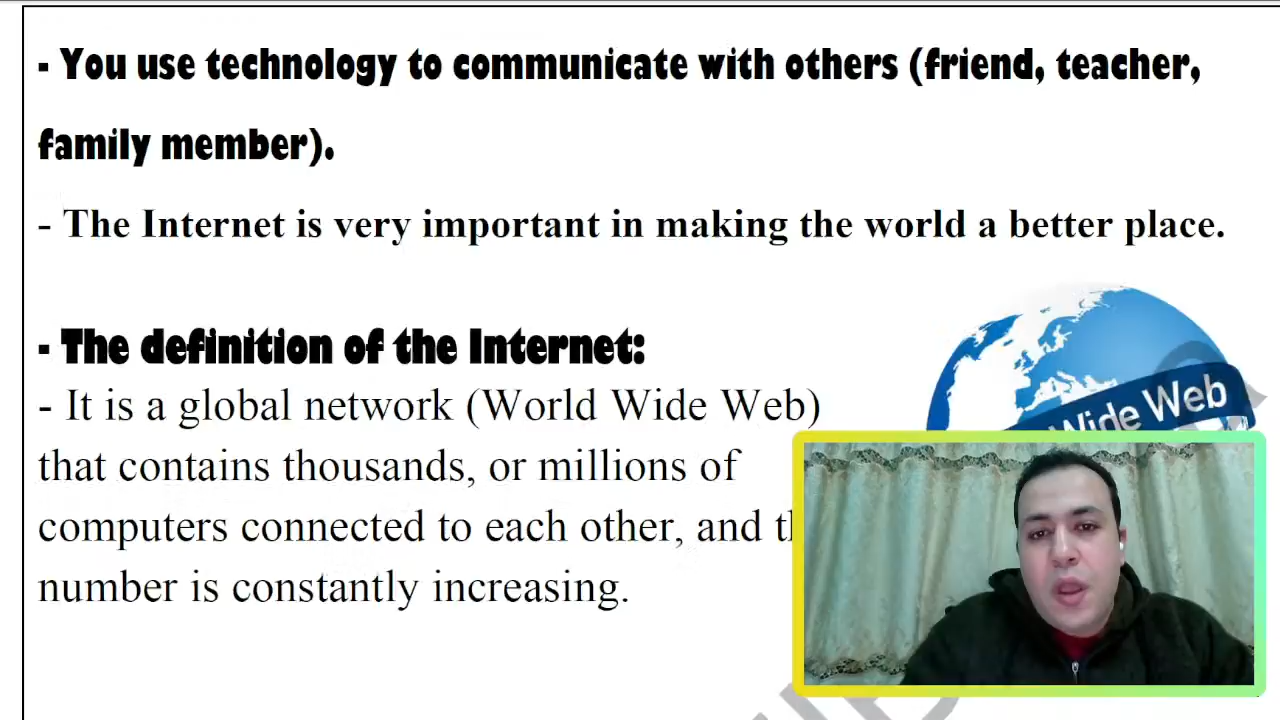 - You use technology to communicate with others (friend, teacher,
family member).
- The Internet is very important in making the world a better place.
- The definition of the Internet:
- It is a global network (World Wide Web)
Wide Web
that contains thousands, or millions of
computers connected to each other, and
number is constantly increasing.